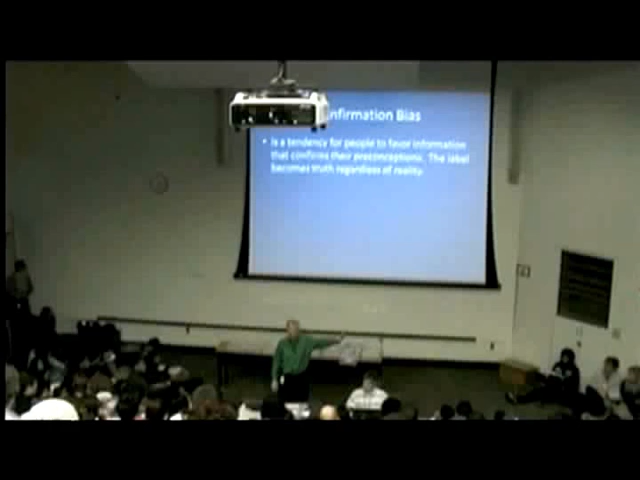 nfirmation Bias
• Is a tendency for people to favor information
that confirms their preconceptions. The label
becomes truth regardless of reality.